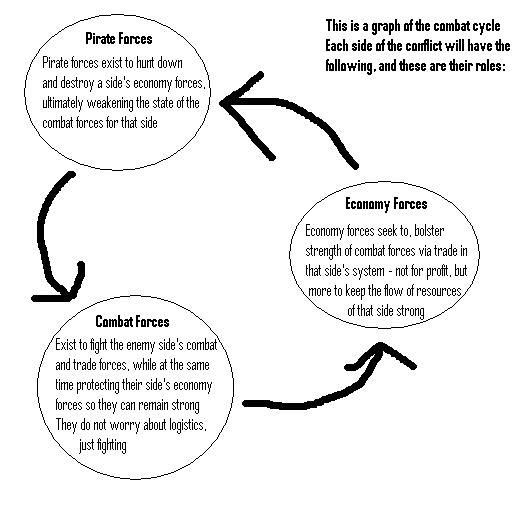 This is a graph of the combat cycle
Each side of the conflict will have the
following, and these are their roles:
Pirate Forces
Pirate forces exist to hunt down
and destroy a side's economy forces,
ultimately weakening the state of the
combat forces for that side
Economy Forces
Economy forces seek to, bolster
strength of combat forces via trade in
that side's system - not for profit, but
more to keep the flow of resources
of that side strong
Combat Forces
Exist to fight the enemy side's combat
and trade forces, while at the same
time protecting their side's economy
forces so they can remain strong
They do not worry about logistics,
just fighting